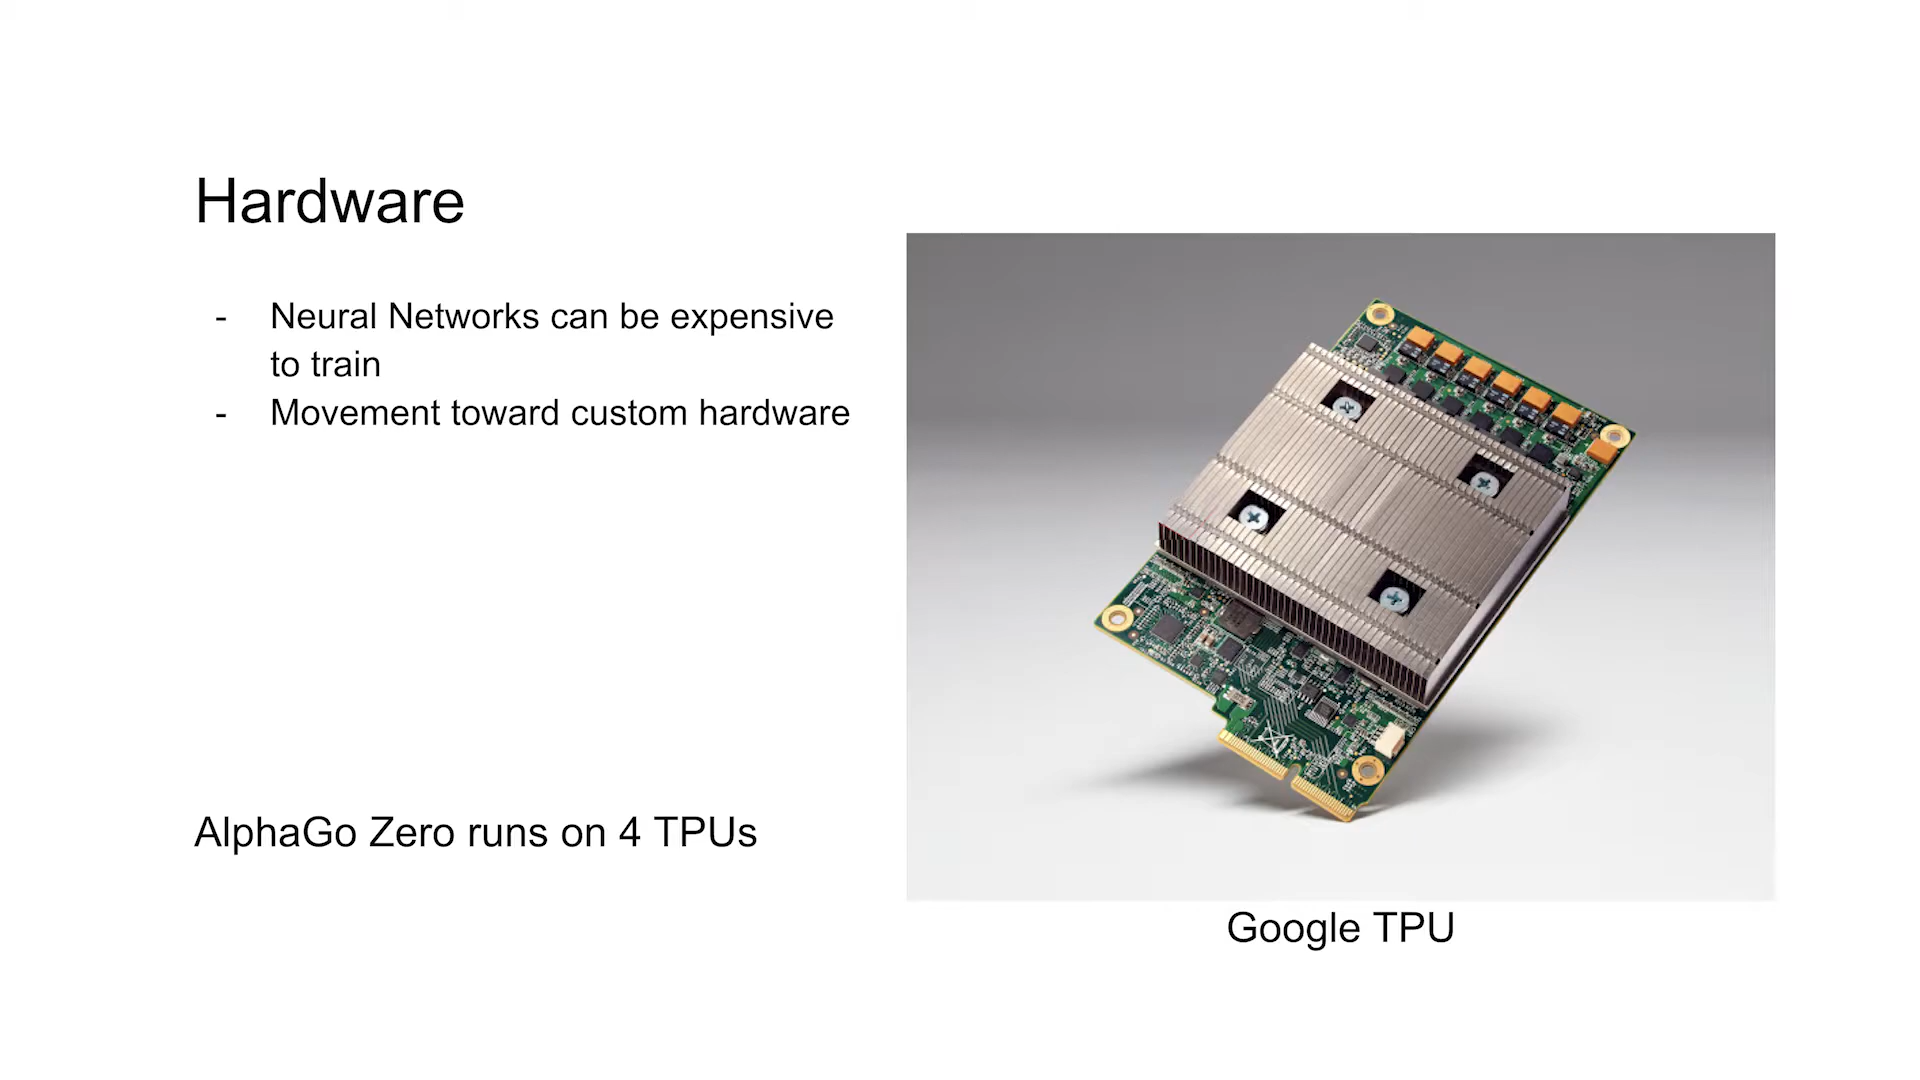 Hardware
- Neural Networks can be expensive
to train
- Movement toward custom hardware
AlphaGo Zero runs on 4 TPUs
Google TPU